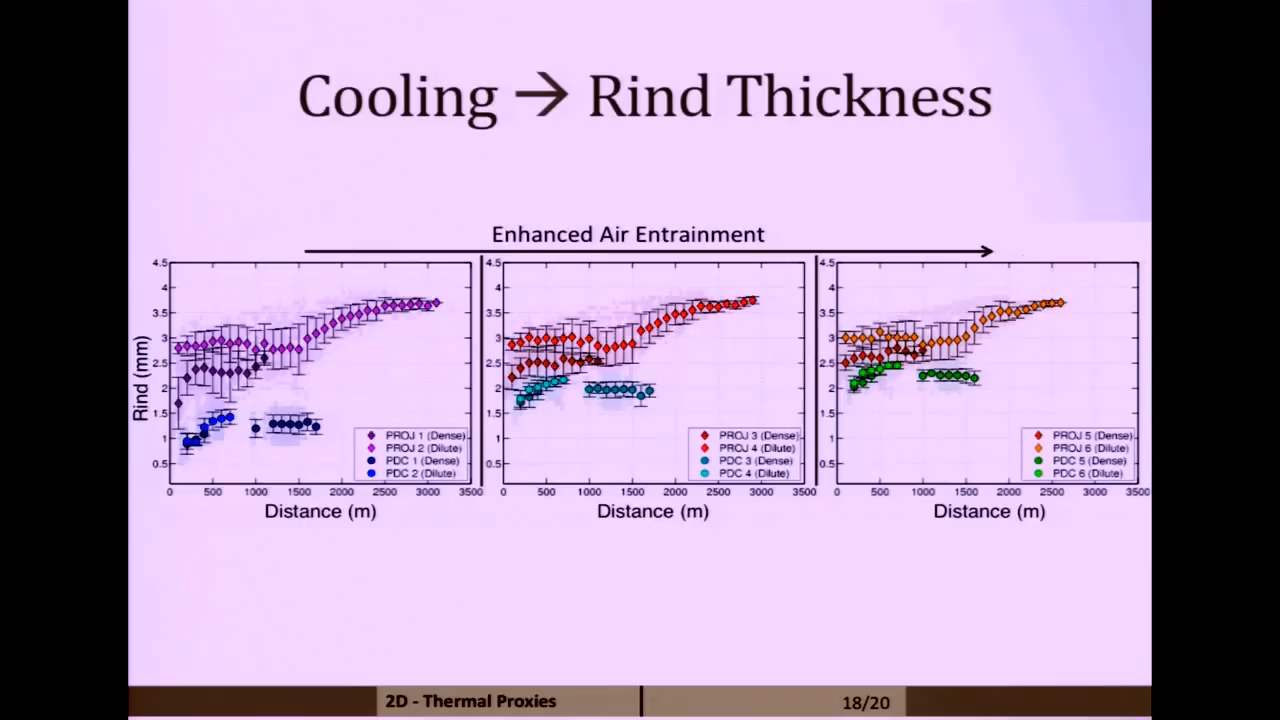 Cooling → Rind Thickness
Enhanced Air Entrainment
Rind (mm)
4.5
4
3.5
3
2.5
2
1.5
1
0.5
0 500 1000 1500 2000 2500 3000 3500
Distance (m)
PROJ 1 (Dense)
PROJ 2 (Dilute)
PDC 1 (Dense)
PDC 2 (Dilute)
4.5
4
3.5
3
2.5
2
1.5
1
0.5
0 500 1000 1500 2000 2500 3000 3500
Distance (m)
PROJ 3 (Dense)
PROJ 4 (Dilute)
PDC 3 (Dense)
PDC 4 (Dilute)
4.5
4
3.5
3
2.5
2
1.5
1
0.5
0 500 1000 1500 2000 2500 3000 3500
Distance (m)
PROJ 5 (Dense)
PROJ 6 (Dilute)
PDC 5 (Dense)
PDC 6 (Dilute)
2D - Thermal Proxies
18/20